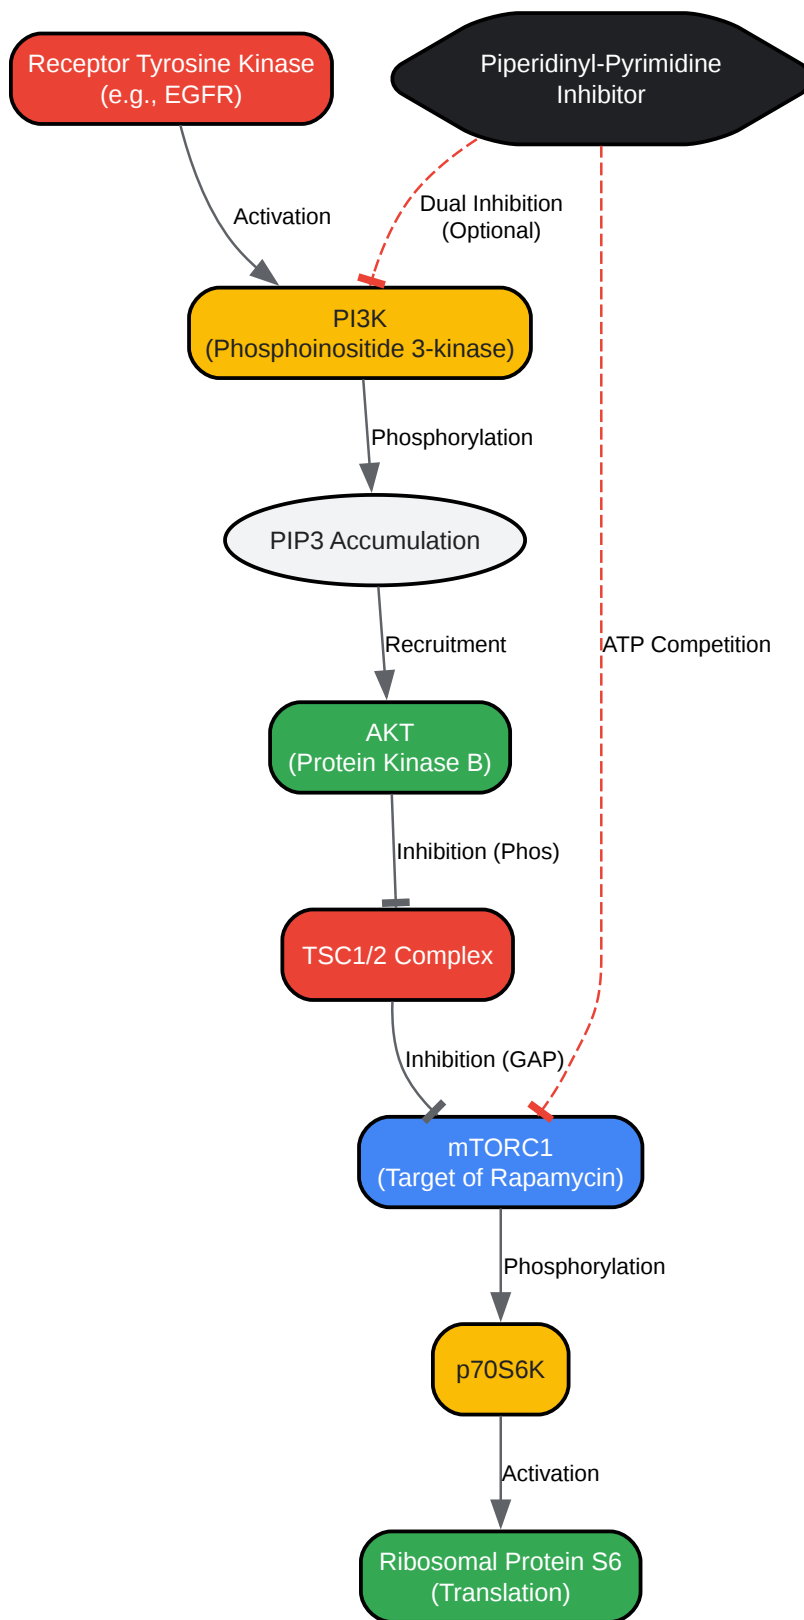 Receptor Tyrosine Kinase
(e.g., EGFR)
Piperidinyl-Pyrimidine
Inhibitor
Activation
Dual Inhibition
(Optional)
PI3K
(Phosphoinositide 3-kinase)
Phosphorylation
PIP3 Accumulation
Recruitment
ATP Competition
AKT
(Protein Kinase B)
Inhibition (Phos)
TSC1/2 Complex
Inhibition (GAP)
mTORC1
(Target of Rapamycin)
Phosphorylation
p70S6K
Activation
Ribosomal Protein S6
(Translation)